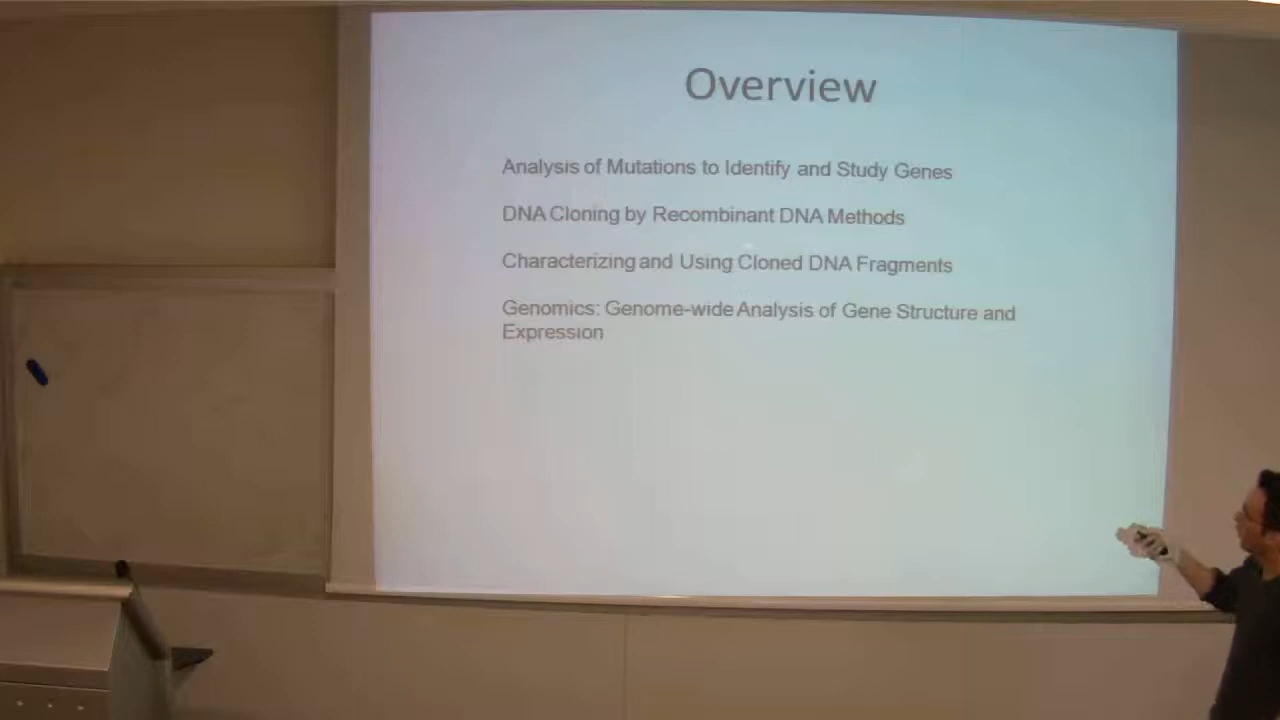 Overview
Analysis of Mutations to Identify and Study Genes
DNA Cloning by Recombinant DNA Methods
Characterizing and Using Cloned DNA Fragments
Genomics: Genome-wide Analysis of Gene Structure and
Expression